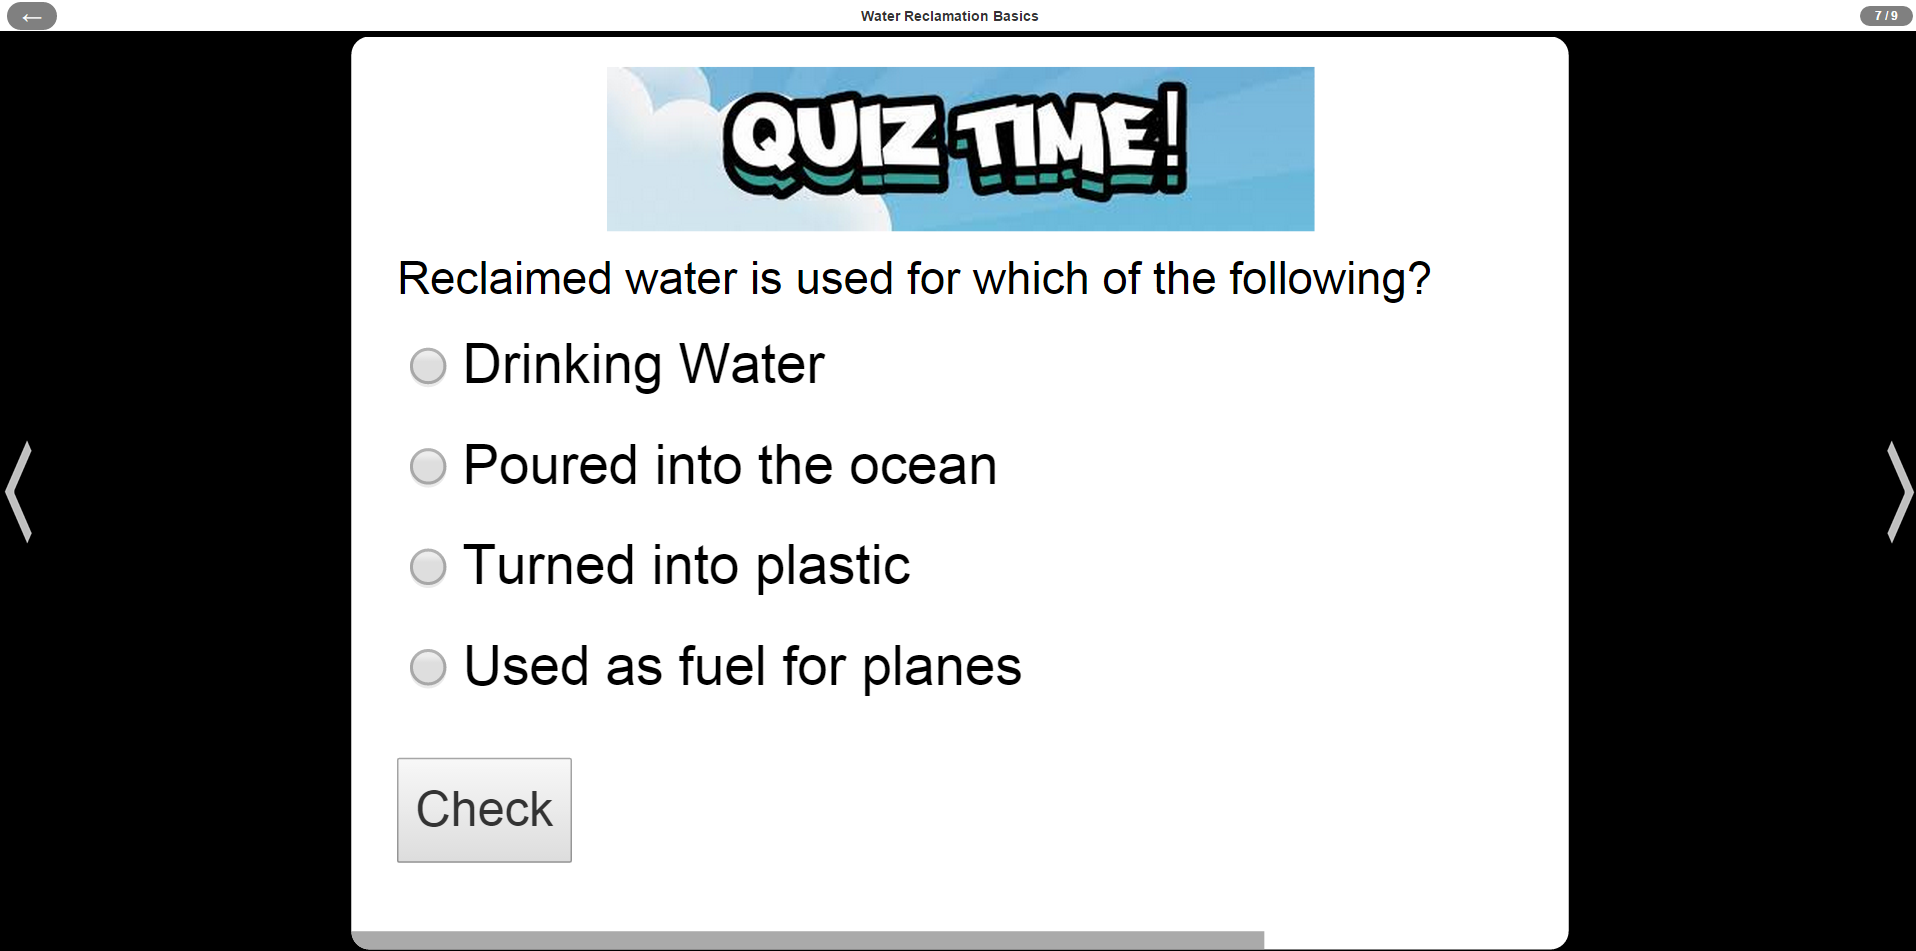 ←
Water Reclamation Basics
7 / 9
QUIZ TIME!
Reclaimed water is used for which of the following?
Drinking Water
Poured into the ocean
Turned into plastic
Used as fuel for planes
Check